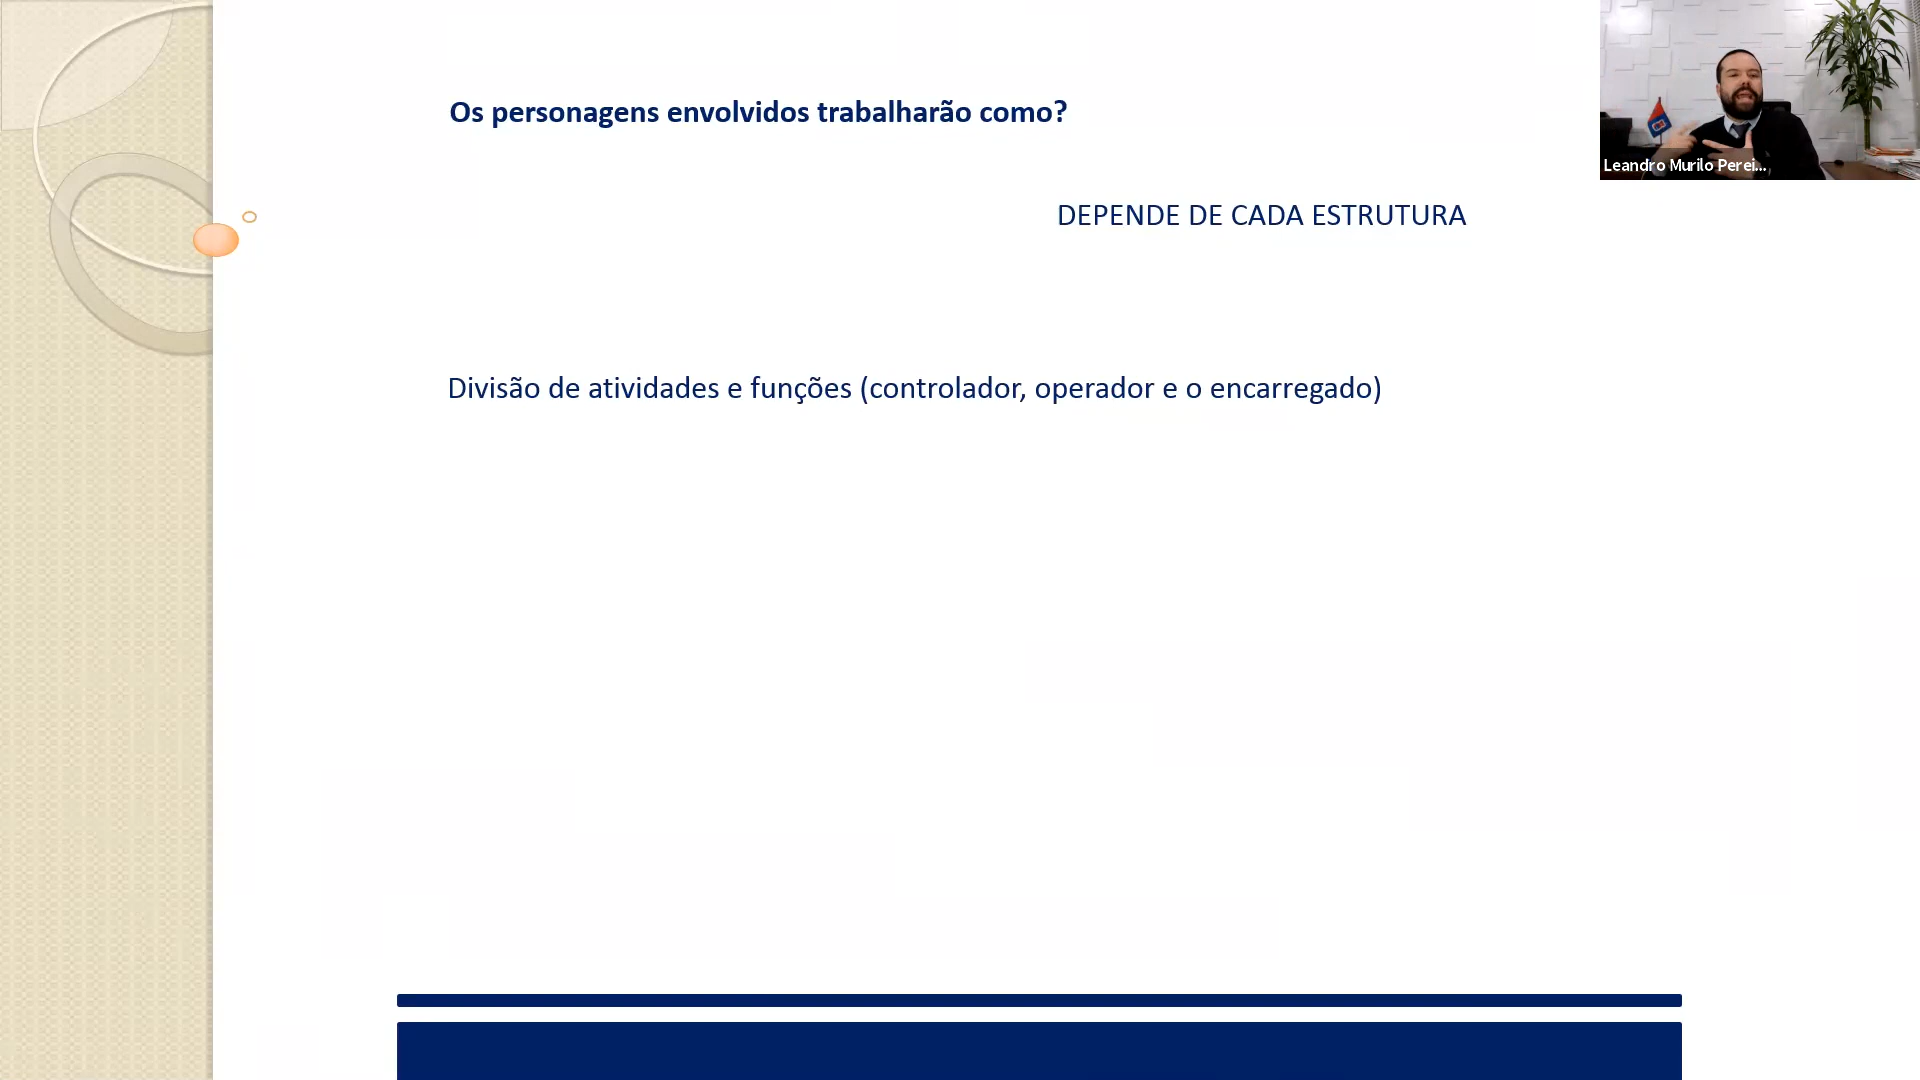 Os personagens envolvidos trabalharão como?
Leandro Murilo Perei...
DEPENDE DE CADA ESTRUTURA
Divisão de atividades e funções (controlador, operador e o encarregado)